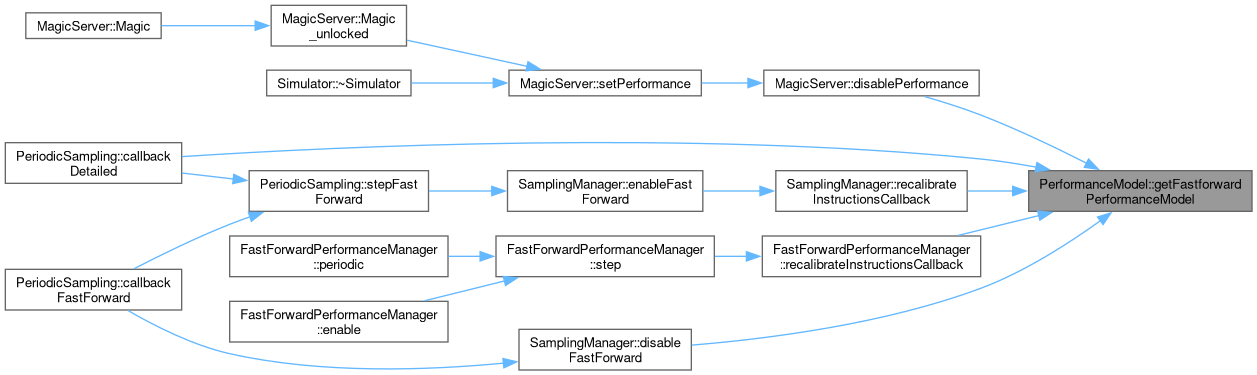 MagicServer::Magic
MagicServer::Magic
_unlocked
Simulator::~Simulator
MagicServer::setPerformance
MagicServer::disablePerformance
PeriodicSampling::callback
Detailed
PeriodicSampling::stepFast
Forward
SamplingManager::enableFast
Forward
SamplingManager::recalibrate
InstructionsCallback
PerformanceModel::getFastforward
PerformanceModel
FastForwardPerformanceManager
::periodic
FastForwardPerformanceManager
::step
FastForwardPerformanceManager
::recalibrateInstructionsCallback
PeriodicSampling::callback
FastForward
FastForwardPerformanceManager
::enable
SamplingManager::disable
FastForward